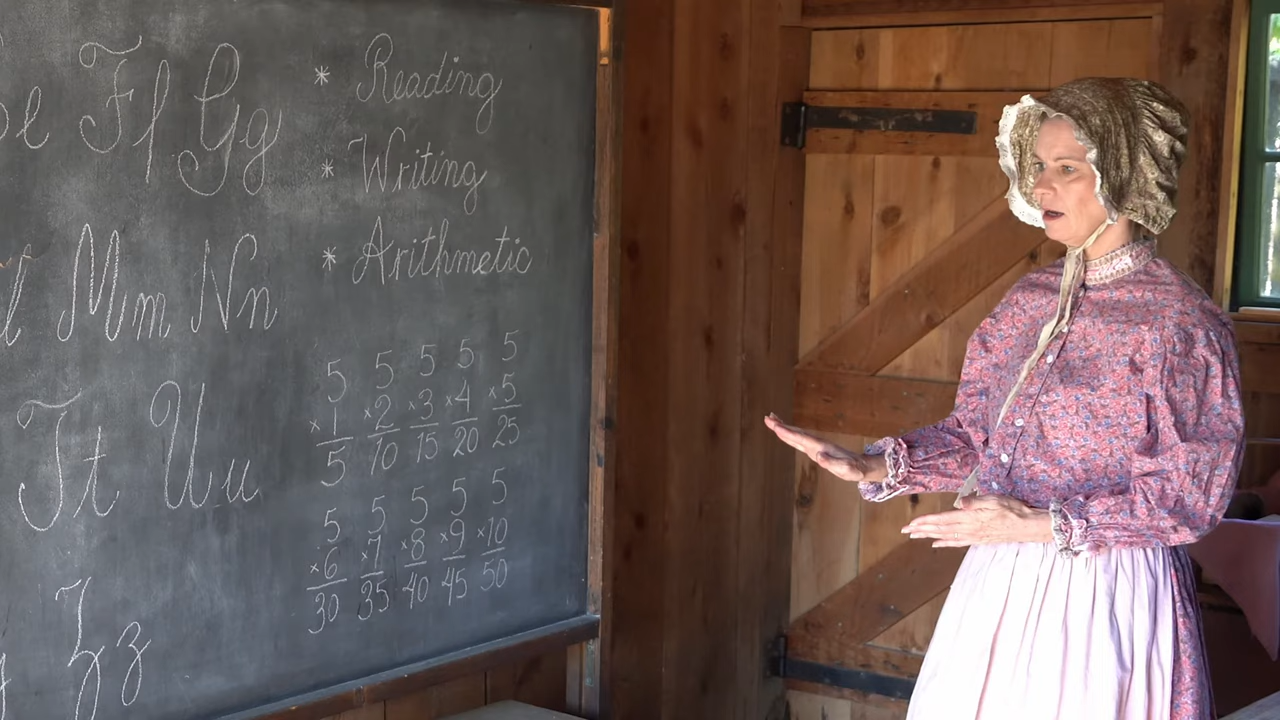 e Ff Gg
l Mm Nn
Tt Uu
Zz
* Reading
* Writing
* Arithmetic
5 5 5 5 5
×1 ×2 ×3 ×4 ×5
5 10 15 20 25
5 5 5 5 5
×6 ×7 ×8 ×9 ×10
30 35 40 45 50